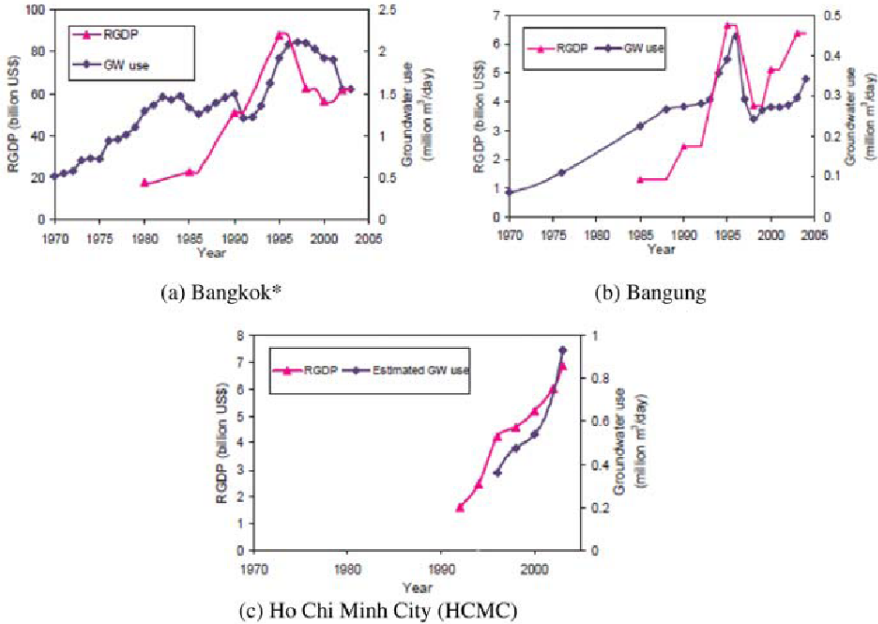 RGDP
GW use
RGDP (billion US$)
100
80
60
40
20
0
Groundwater use
(million m³/day)
2.5
2
1.5
1
0.5
0
1970 1975 1980 1985 1990 1995 2000 2005
Year
(a) Bangkok*
RGDP GW use
RGDP (billion US$)
7
6
5
4
3
2
1
0
Groundwater use
(million m³/day)
0.5
0.4
0.3
0.2
0.1
0
1970 1975 1980 1985 1990 1995 2000 2005
Year
(b) Bangung
RGDP Estimated GW use
RGDP (billion US$)
8
7
6
5
4
3
2
1
0
Groundwater use
(million m³/day)
1
0.8
0.6
0.4
0.2
0
1970 1980 1990 2000
Year
(c) Ho Chi Minh City (HCMC)